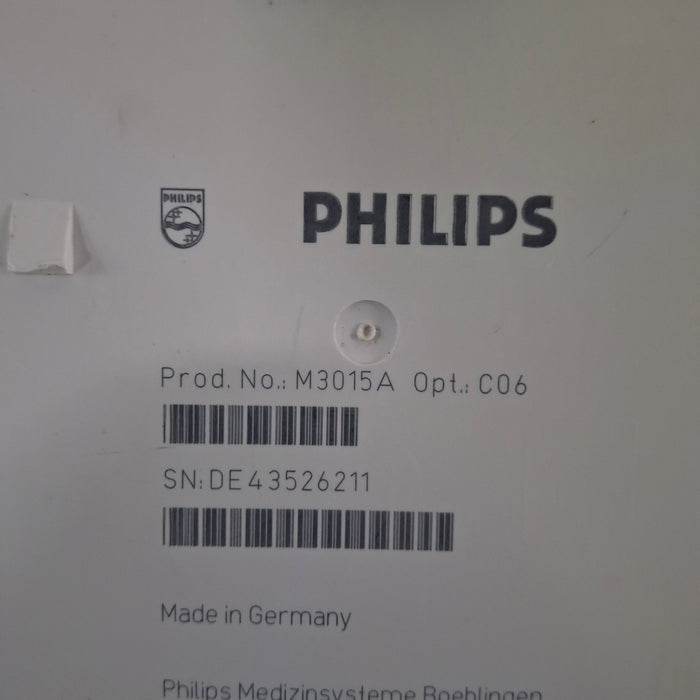 PHILIPS
PHILIPS
Prod. No.: M3015A Opt.: C06
SN: DE43526211
Made in Germany
Philips Medizinsysteme Boeblingen